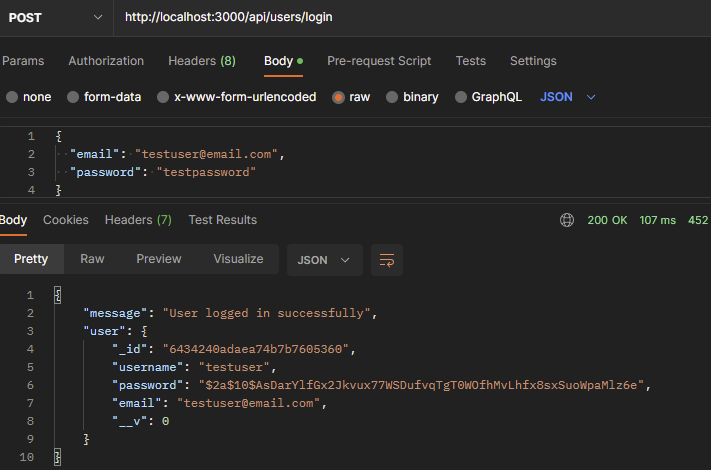 POST http://localhost:3000/api/users/login
Params Authorization Headers (8) Body Pre-request Script Tests Settings
none form-data x-www-form-urlencoded raw binary GraphQL JSON
1 {
2 "email": "testuser@email.com",
3 "password": "testpassword"
4 }
Body Cookies Headers (7) Test Results 200 OK 107 ms 452
Pretty Raw Preview Visualize JSON
1 {
2 "message": "User logged in successfully",
3 "user": {
4 "_id": "6434240adaea74b7b7605360",
5 "username": "testuser",
6 "password": "$2a$10$AsDarYlfGx2Jkvux77WSDufvqTgT0WOfhMvLhfx8sxSuoWpaMlz6e",
7 "email": "testuser@email.com",
8 "__v": 0
9 }
10 }